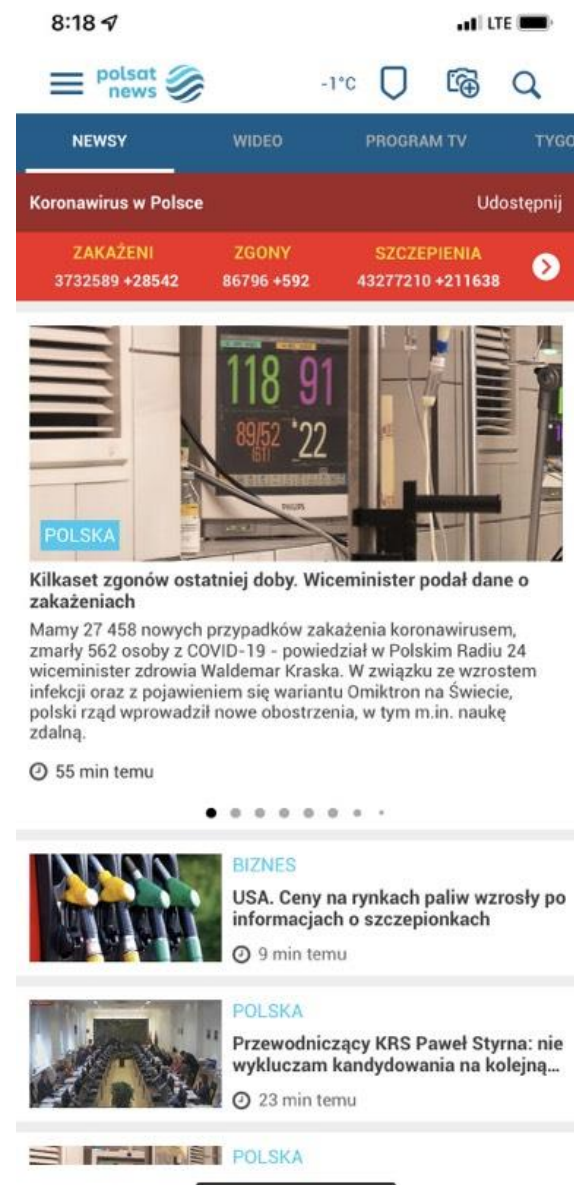 8:18
LTE
polsat
news
-1°C
NEWSY WIDEO PROGRAM TV TYGO
Koronawirus w Polsce Udostępnij
ZAKAŻENI ZGONY SZCZEPIENIA
3732589 +28542 86796 +592 43277210 +211638
118 91
89/52 22
(61)
PHILIPS
POLSKA
Kilkaset zgonów ostatniej doby. Wiceminister podał dane o
zakażeniach
Mamy 27 458 nowych przypadków zakażenia koronawirusem,
zmarły 562 osoby z COVID-19 - powiedział w Polskim Radiu 24
wiceminister zdrowia Waldemar Kraska. W związku ze wzrostem
infekcji oraz z pojawieniem się wariantu Omiktron na Świecie,
polski rząd wprowadził nowe obostrzenia, w tym m.in. naukę
zdalną.
55 min temu
BIZNES
USA. Ceny na rynkach paliw wzrosły po
informacjach o szczepionkach
9 min temu
POLSKA
Przewodniczący KRS Paweł Styrna: nie
wykluczam kandydowania na kolejną...
23 min temu
POLSKA